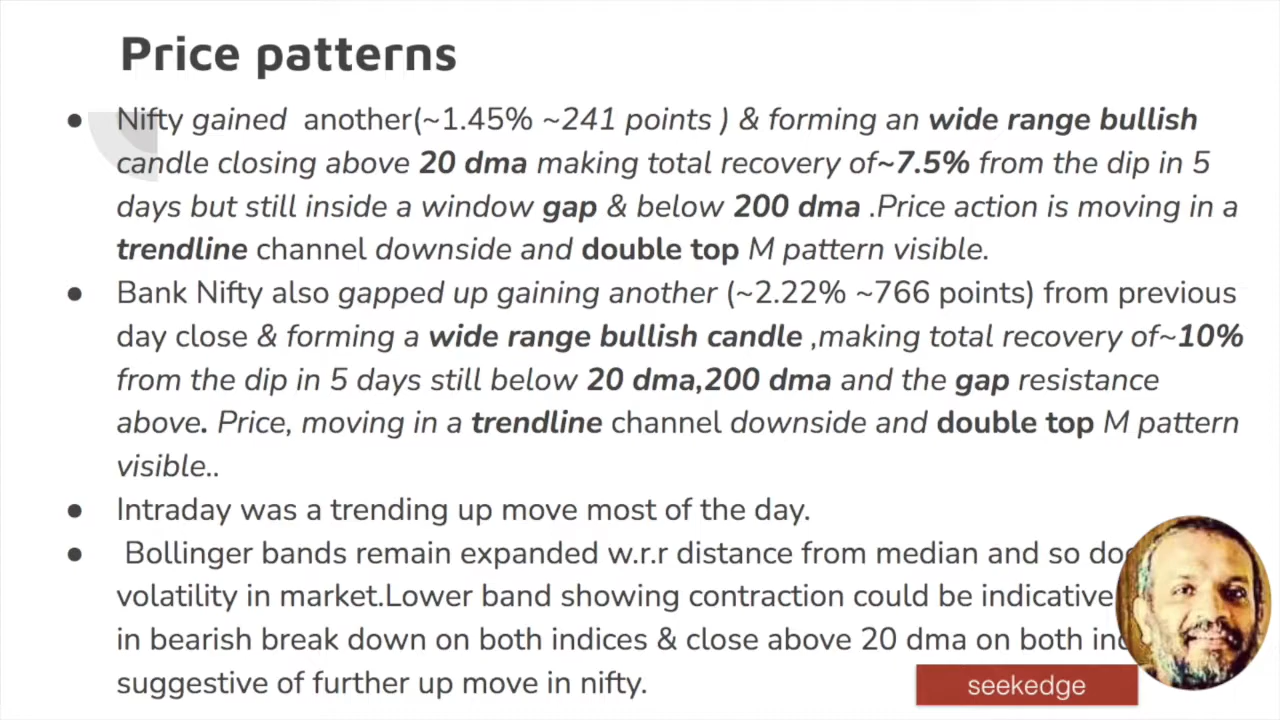 Price patterns
● Nifty gained another(~1.45% ~241 points ) & forming an wide range bullish
candle closing above 20 dma making total recovery of~7.5% from the dip in 5
days but still inside a window gap & below 200 dma .Price action is moving in a
trendline channel downside and double top M pattern visible.
● Bank Nifty also gapped up gaining another (~2.22% ~766 points) from previous
day close & forming a wide range bullish candle ,making total recovery of~10%
from the dip in 5 days still below 20 dma,200 dma and the gap resistance
above. Price, moving in a trendline channel downside and double top M pattern
visible..
● Intraday was a trending up move most of the day.
● Bollinger bands remain expanded w.r.r distance from median and so
volatility in market.Lower band showing contraction could be indicative
in bearish break down on both indices & close above 20 dma on both
suggestive of further up move in nifty.
seekedge